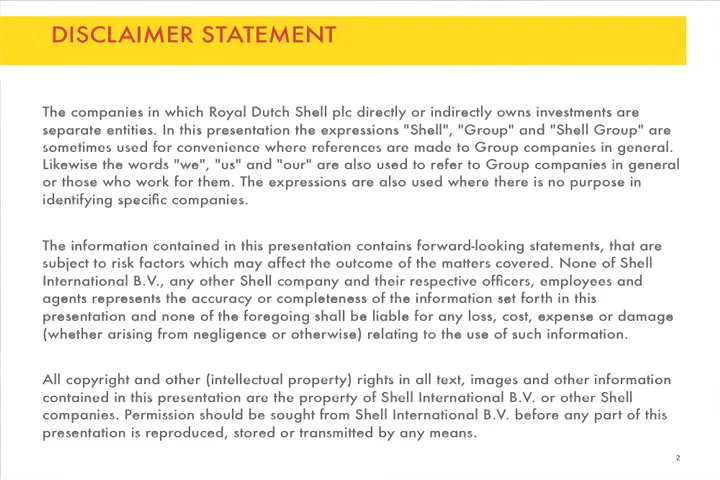 DISCLAIMER STATEMENT
The companies in which Royal Dutch Shell plc directly or indirectly owns investments are
separate entities. In this presentation the expressions "Shell", "Group" and "Shell Group" are
sometimes used for convenience where references are made to Group companies in general.
Likewise the words "we", "us" and "our" are also used to refer to Group companies in general
or those who work for them. The expressions are also used where there is no purpose in
identifying specific companies.
The information contained in this presentation contains forward-looking statements, that are
subject to risk factors which may affect the outcome of the matters covered. None of Shell
International B.V., any other Shell company and their respective officers, employees and
agents represents the accuracy or completeness of the information set forth in this
presentation and none of the foregoing shall be liable for any loss, cost, expense or damage
(whether arising from negligence or otherwise) relating to the use of such information.
All copyright and other (intellectual property) rights in all text, images and other information
contained in this presentation are the property of Shell International B.V. or other Shell
companies. Permission should be sought from Shell International B.V. before any part of this
presentation is reproduced, stored or transmitted by any means.
2